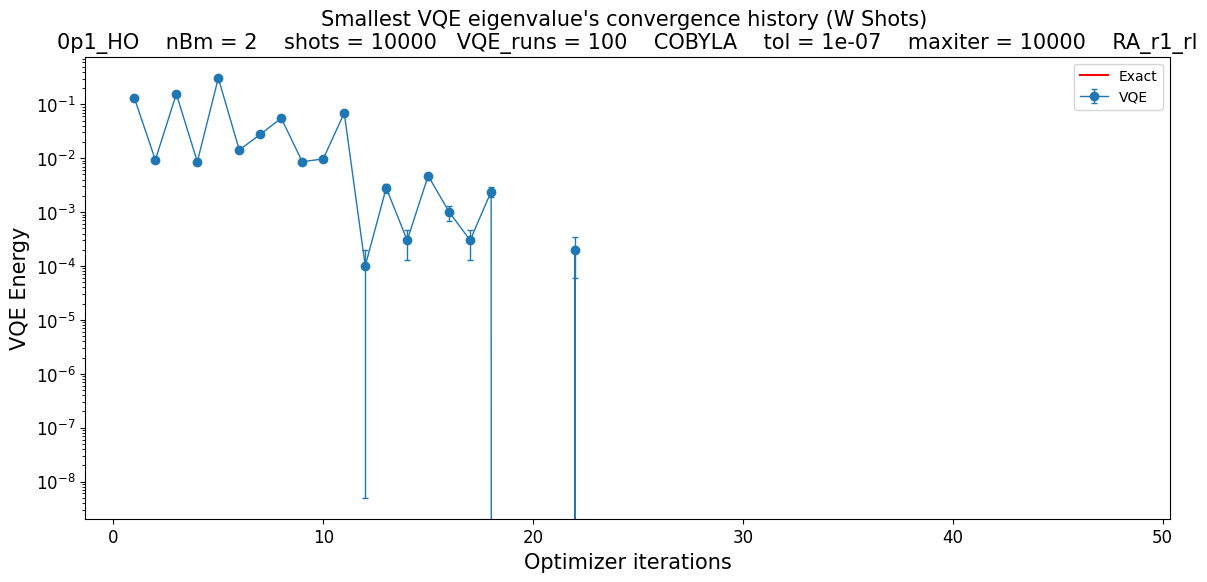 Smallest VQE eigenvalue's convergence history (W Shots)
0p1_HO nBm = 2 shots = 10000 VQE_runs = 100 COBYLA tol = 1e-07 maxiter = 10000 RA_r1_rl
Exact
VQE
VQE Energy
10⁻¹
10⁻²
10⁻³
10⁻⁴
10⁻⁵
10⁻⁶
10⁻⁷
10⁻⁸
0 10 20 30 40 50
Optimizer iterations